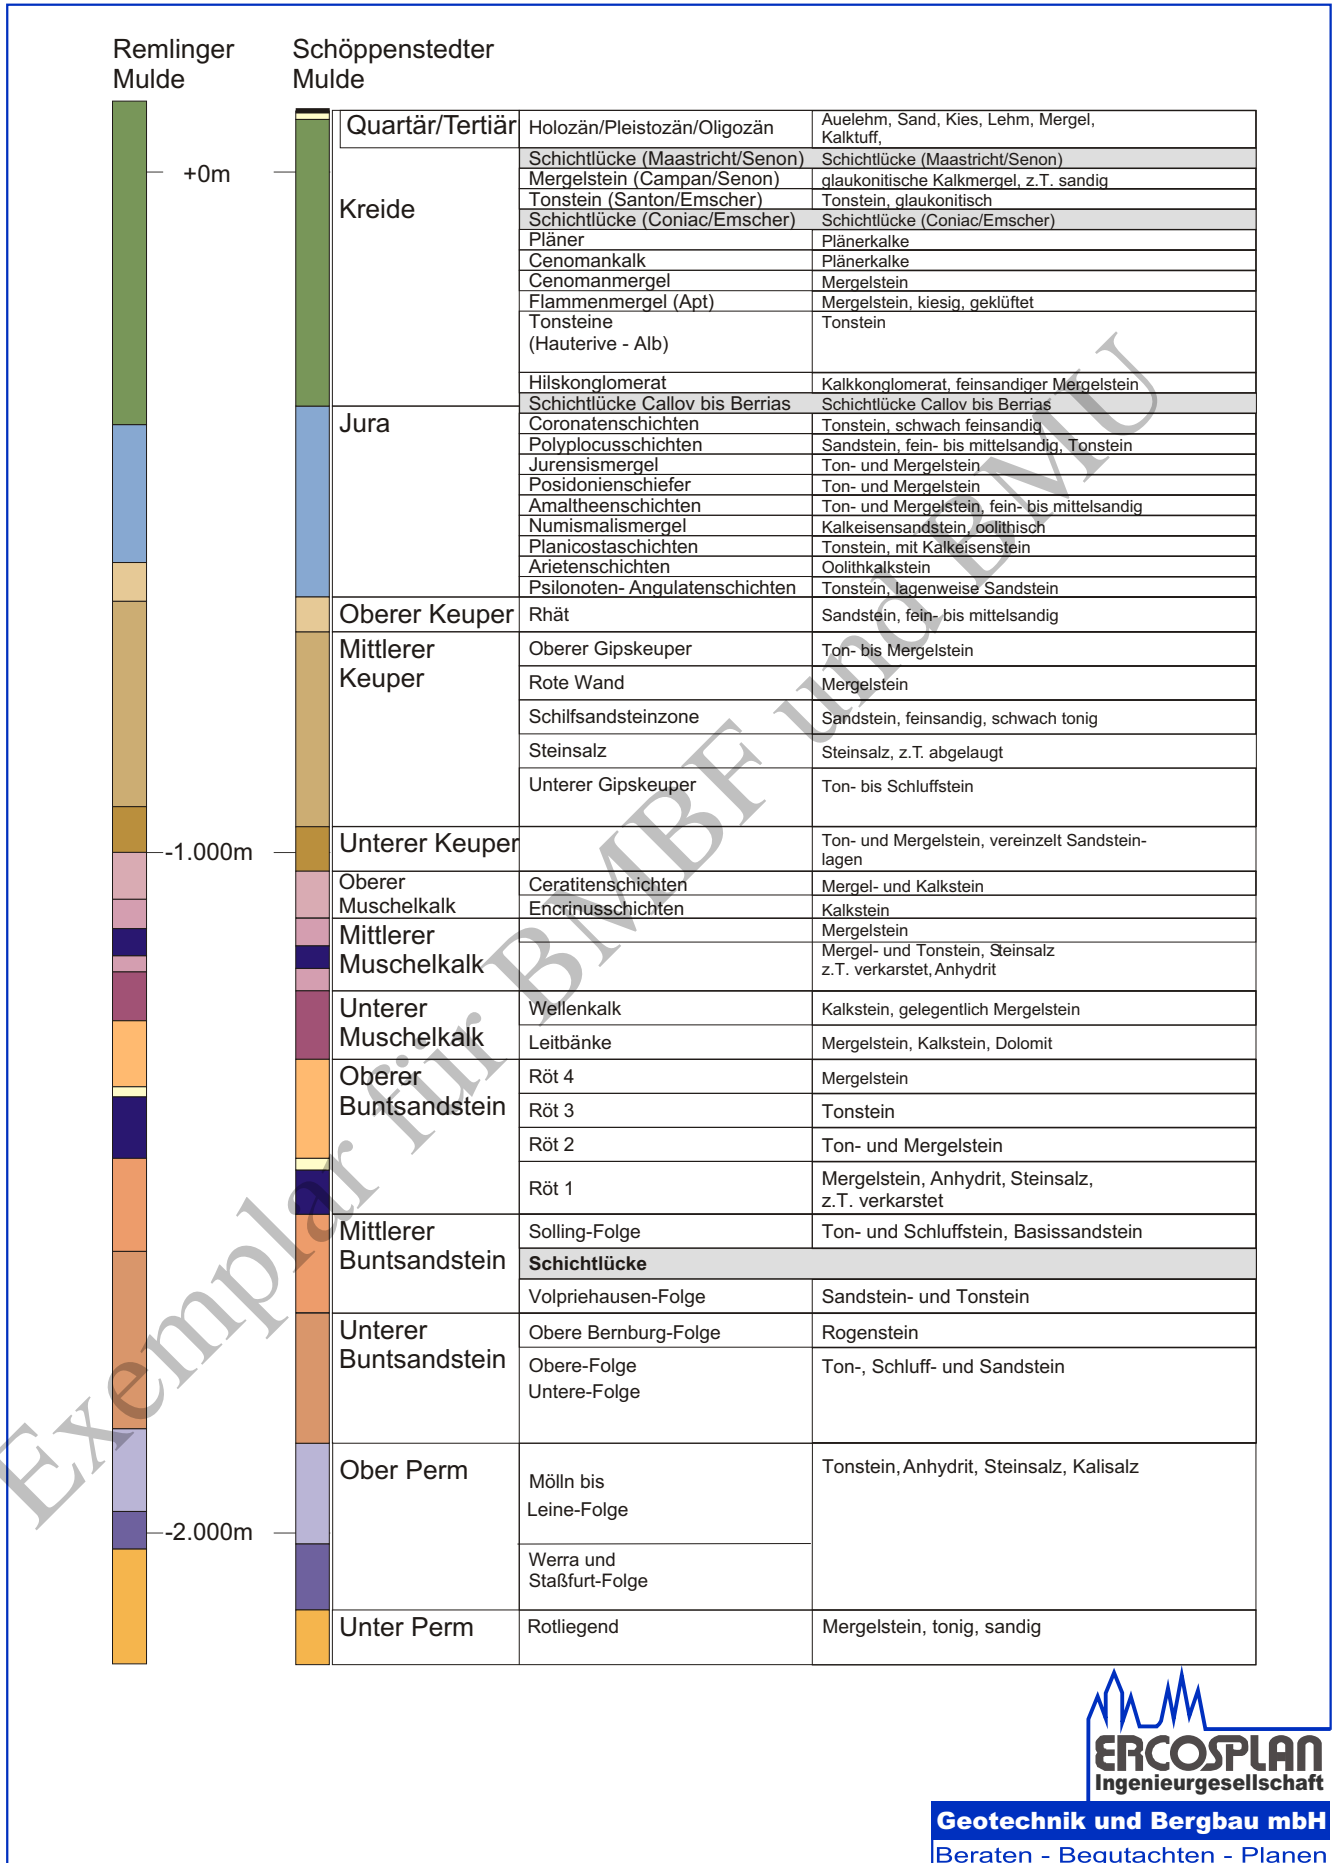 Remlinger Mulde
Schöppenstedter Mulde
+0m
-1.000m
-2.000m
Quartär/Tertiär Holozän/Pleistozän/Oligozän Auelehm, Sand, Kies, Lehm, Mergel,
Kalktuff,
Kreide
Schichtlücke (Maastricht/Senon) Schichtlücke (Maastricht/Senon)
Mergelstein (Campan/Senon) glaukonitische Kalkmergel, z.T. sandig
Tonstein (Santon/Emscher) Tonstein, glaukonitisch
Schichtlücke (Coniac/Emscher) Schichtlücke (Coniac/Emscher)
Pläner Plänerkalke
Cenomankalk Plänerkalke
Cenomanmergel Mergelstein
Flammenmergel (Apt) Mergelstein, kiesig, geklüftet
Tonsteine Tonstein
(Hauterive - Alb)
Hilskonglomerat Kalkkonglomerat, feinsandiger Mergelstein
Schichtlücke Callov bis Berrias Schichtlücke Callov bis Berrias
Jura
Coronatenschichten Tonstein, schwach feinsandig
Polyplocusschichten Sandstein, fein- bis mittelsandig, Tonstein
Jurensismergel Ton- und Mergelstein
Posidonienschiefer Ton- und Mergelstein
Amaltheenschichten Ton- und Mergelstein, fein- bis mittelsandig
Numismalismergel Kalkeisensandstein, oolithisch
Planicostaschichten Tonstein, mit Kalkeisenstein
Arietenschichten Oolithkalkstein
Psilonoten- Angulatenschichten Tonstein, lagenweise Sandstein
Oberer Keuper Rhät Sandstein, fein- bis mittelsandig
Mittlerer
Keuper
Oberer Gipskeuper Ton- bis Mergelstein
Rote Wand Mergelstein
Schilfsandsteinzone Sandstein, feinsandig, schwach tonig
Steinsalz Steinsalz, z.T. abgelaugt
Unterer Gipskeuper Ton- bis Schluffstein
Unterer Keuper Ton- und Mergelstein, vereinzelt Sandstein-
lagen
Oberer
Muschelkalk
Ceratitenschichten Mergel- und Kalkstein
Encrinusschichten Kalkstein
Mittlerer
Muschelkalk
Mergelstein
Mergel- und Tonstein, Steinsalz
z.T. verkarstet, Anhydrit
Unterer
Muschelkalk
Wellenkalk Kalkstein, gelegentlich Mergelstein
Leitbänke Mergelstein, Kalkstein, Dolomit
Oberer
Buntsandstein
Röt 4 Mergelstein
Röt 3 Tonstein
Röt 2 Ton- und Mergelstein
Röt 1 Mergelstein, Anhydrit, Steinsalz,
z.T. verkarstet
Mittlerer
Buntsandstein
Solling-Folge Ton- und Schluffstein, Basissandstein
Schichtlücke
Volpriehausen-Folge Sandstein- und Tonstein
Unterer
Buntsandstein
Obere Bernburg-Folge Rogenstein
Obere-Folge Ton-, Schluff- und Sandstein
Untere-Folge
Ober Perm Tonstein, Anhydrit, Steinsalz, Kalisalz
Mölln bis
Leine-Folge
Werra und
Staßfurt-Folge
Unter Perm Rotliegend Mergelstein, tonig, sandig
Exemplar für BMBF und BMU
ERCOSPLAN
Ingenieurgesellschaft
Geotechnik und Bergbau mbH
Beraten - Begutachten - Planen